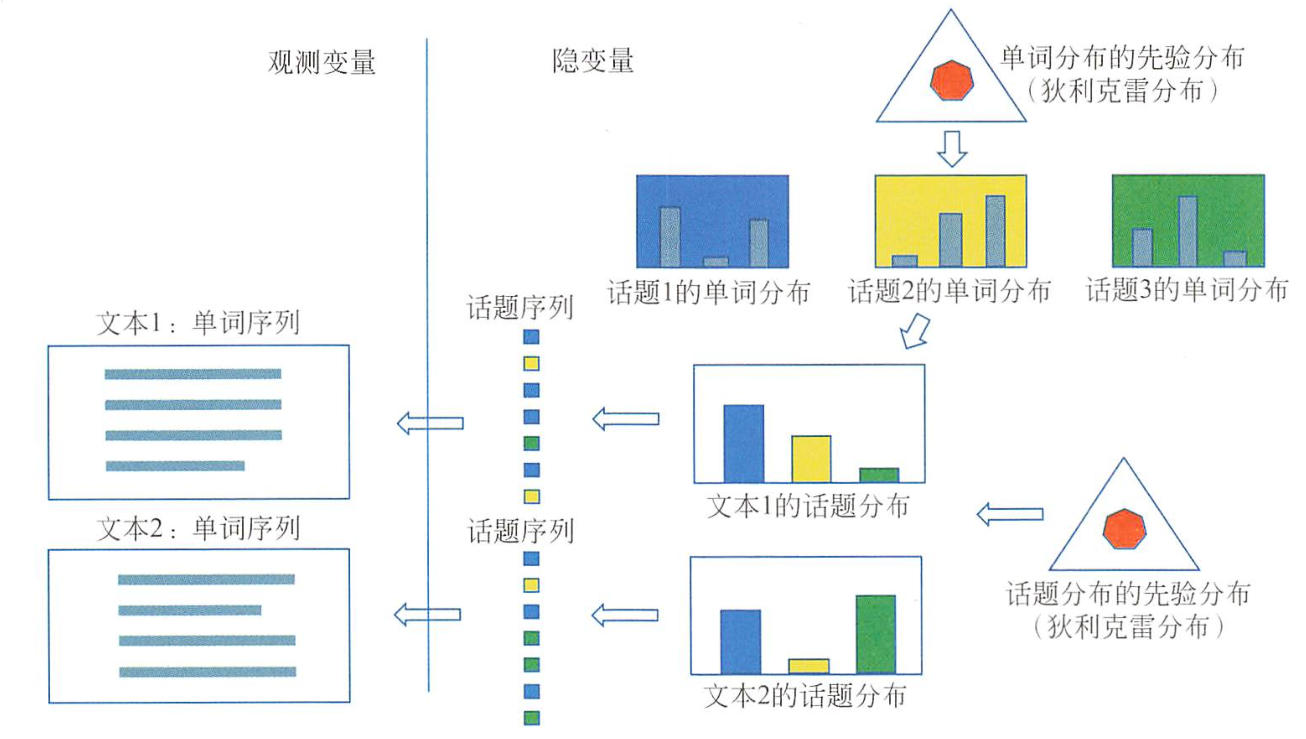 观测变量
隐变量
单词分布的先验分布
（狄利克雷分布）
话题1的单词分布
话题2的单词分布
话题3的单词分布
话题序列
文本1：单词序列
文本1的话题分布
文本2：单词序列
话题序列
话题分布的先验分布
（狄利克雷分布）
文本2的话题分布